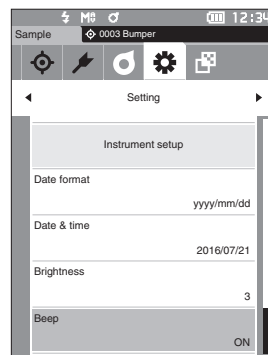 12:34
Sample
0003 Bumper
Setting
Instrument setup
Date format
yyyy/mm/dd
Date & time
2016/07/21
Brightness
3
Beep
ON